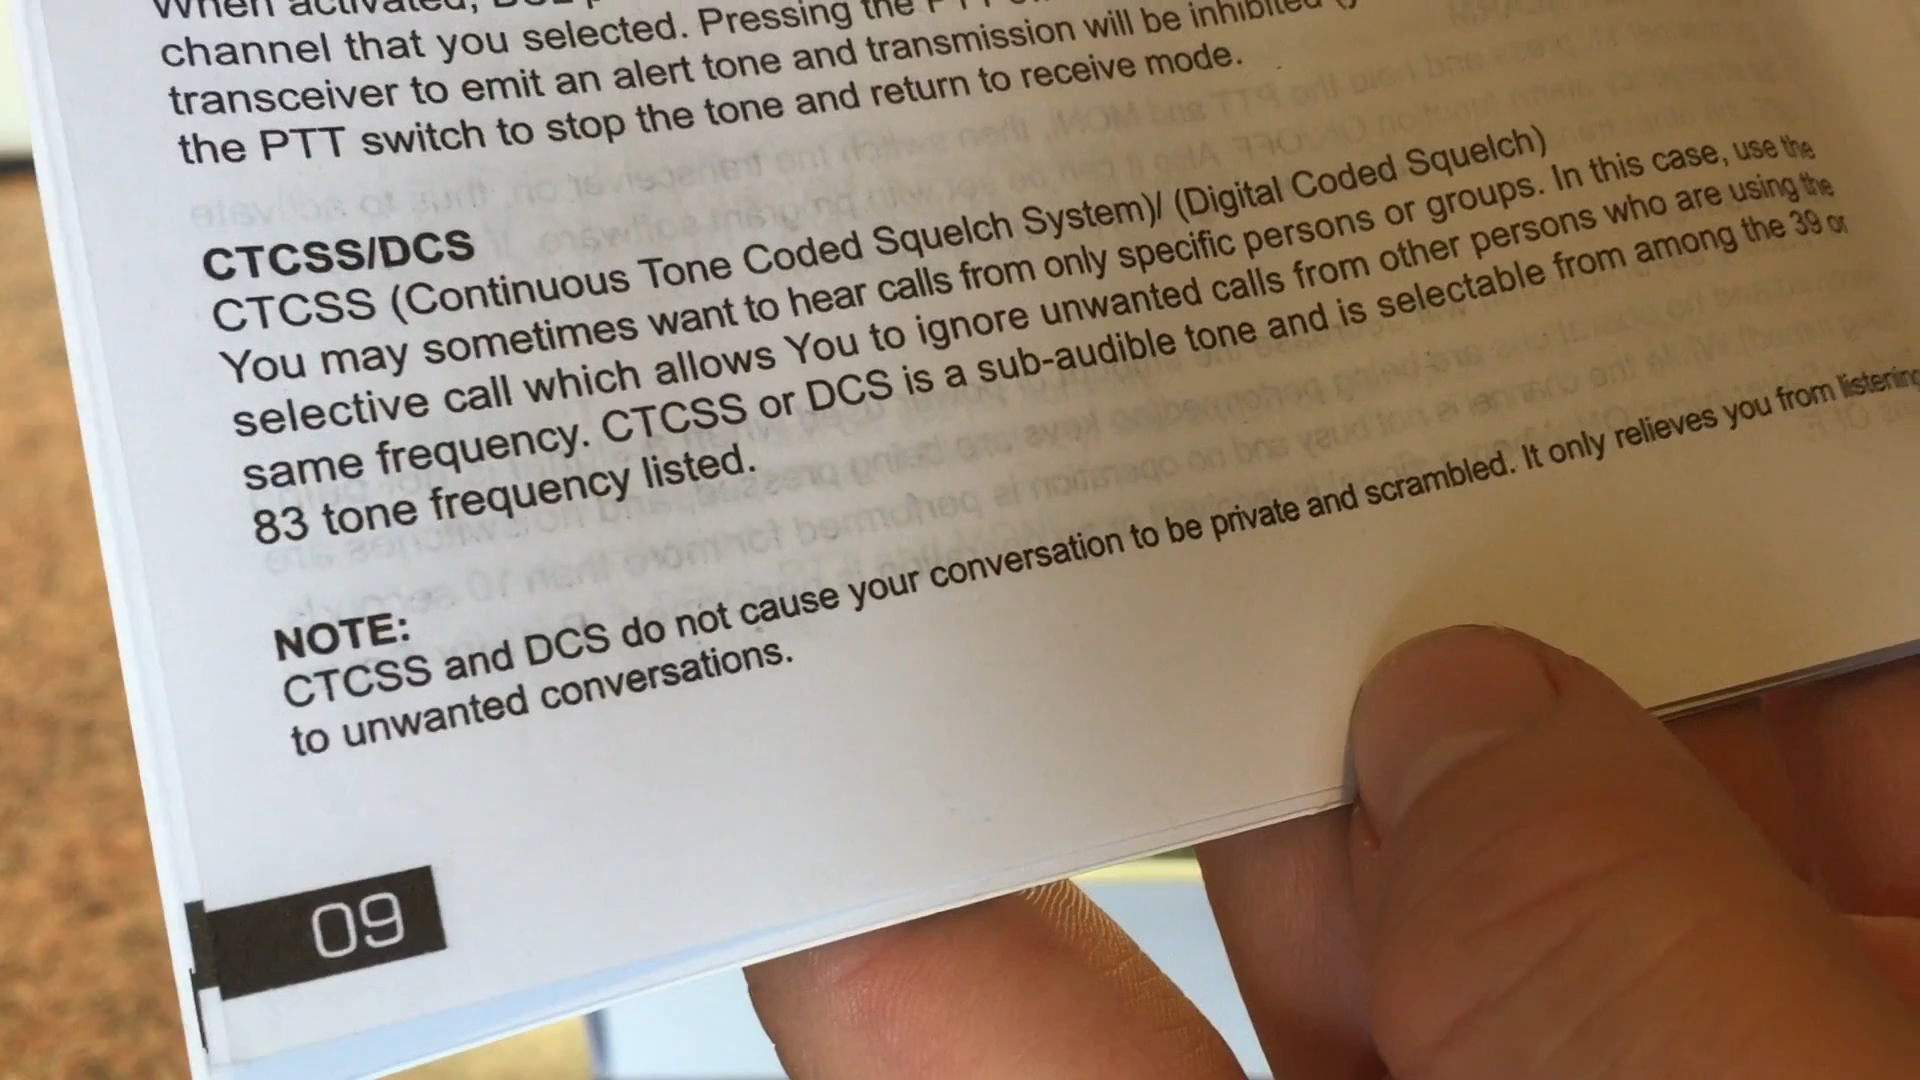 When activated,
channel that you selected. Pressing the PTT
transceiver to emit an alert tone and transmission will be inhibited
the PTT switch to stop the tone and return to receive mode.
CTCSS/DCS
CTCSS (Continuous Tone Coded Squelch System)/ (Digital Coded Squelch)
You may sometimes want to hear calls from only specific persons or groups. In this case, use the
selective call which allows You to ignore unwanted calls from other persons who are using the
same frequency. CTCSS or DCS is a sub-audible tone and is selectable from among the 39 or
83 tone frequency listed.
NOTE:
CTCSS and DCS do not cause your conversation to be private and scrambled. It only relieves you from listening
to unwanted conversations.
09